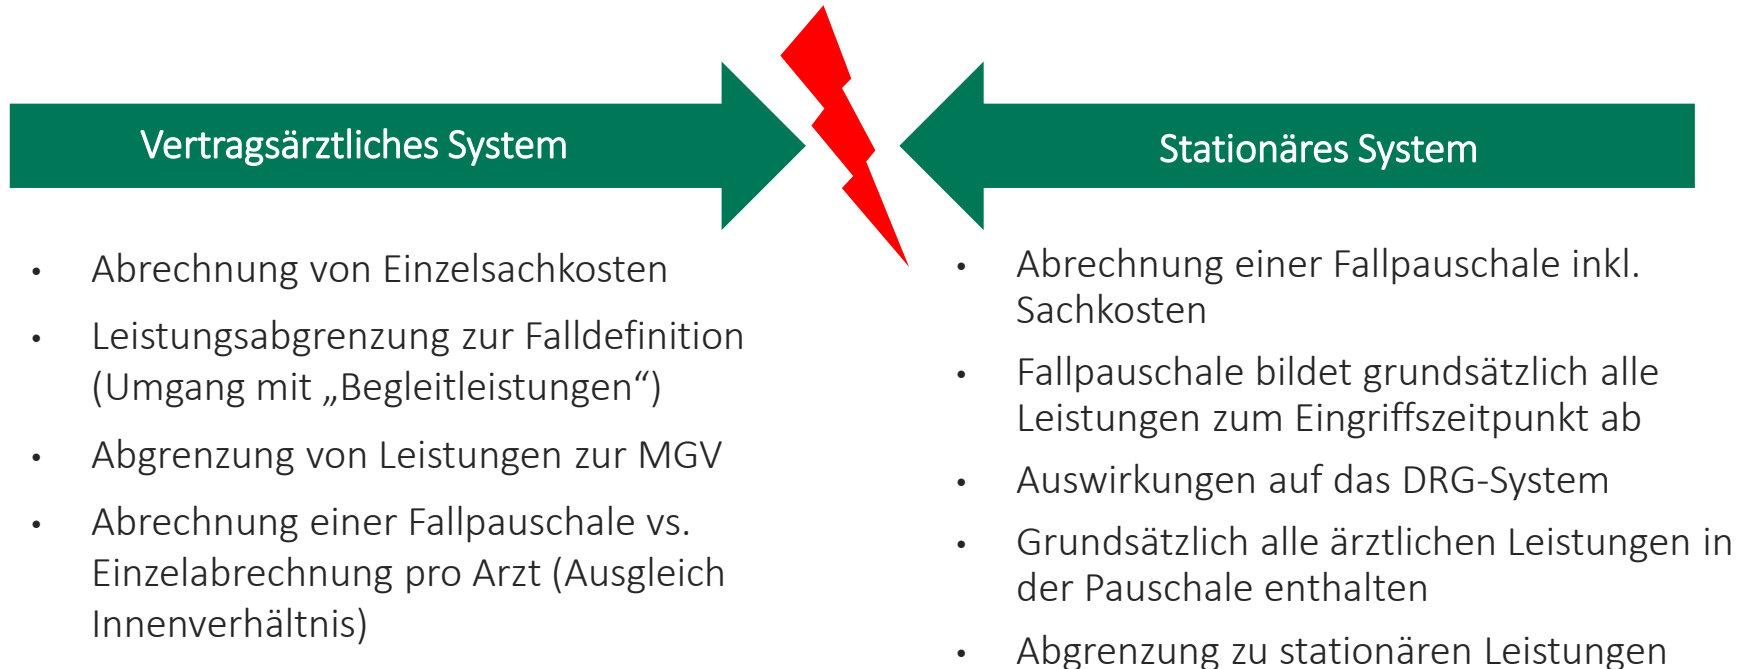 Vertragsärztliches System
Stationäres System
• Abrechnung von Einzelsachkosten
• Leistungsabgrenzung zur Falldefinition
(Umgang mit „Begleitleistungen“)
• Abgrenzung von Leistungen zur MGV
• Abrechnung einer Fallpauschale vs.
Einzelabrechnung pro Arzt (Ausgleich
Innenverhältnis)
• Abrechnung einer Fallpauschale inkl.
Sachkosten
• Fallpauschale bildet grundsätzlich alle
Leistungen zum Eingriffszeitpunkt ab
• Auswirkungen auf das DRG-System
• Grundsätzlich alle ärztlichen Leistungen in
der Pauschale enthalten
• Abgrenzung zu stationären Leistungen